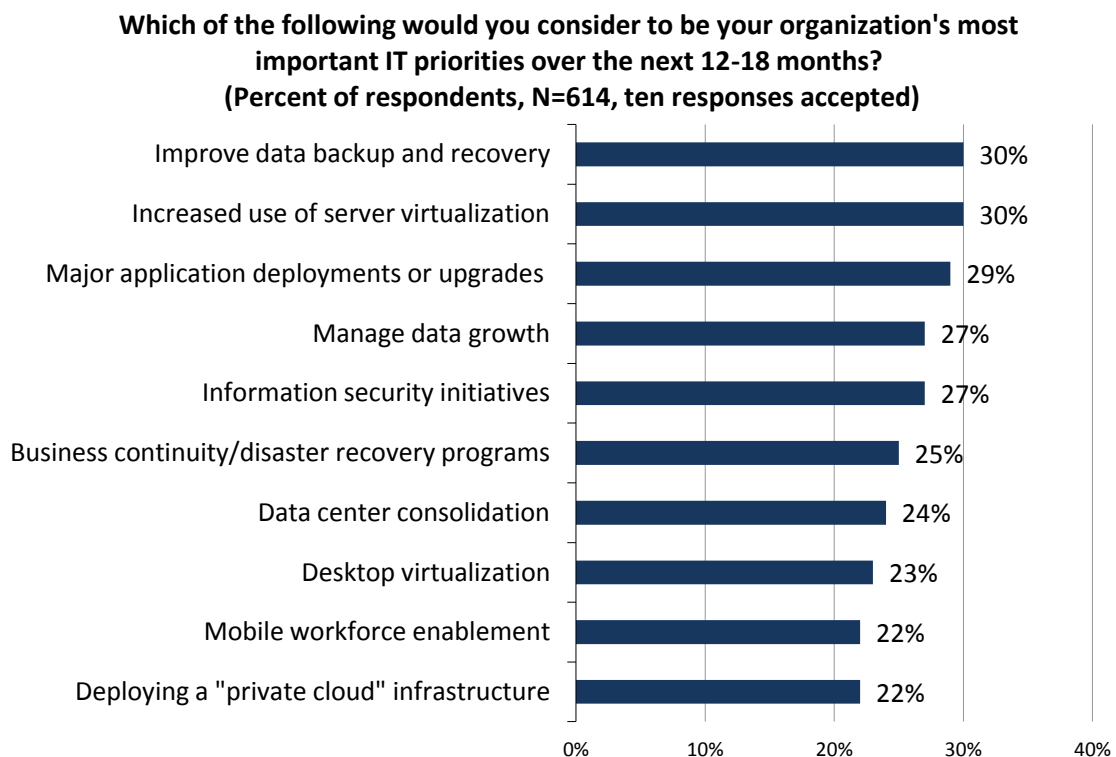 Which of the following would you consider to be your organization's most
important IT priorities over the next 12-18 months?
(Percent of respondents, N=614, ten responses accepted)
Improve data backup and recovery 30%
Increased use of server virtualization 30%
Major application deployments or upgrades 29%
Manage data growth 27%
Information security initiatives 27%
Business continuity/disaster recovery programs 25%
Data center consolidation 24%
Desktop virtualization 23%
Mobile workforce enablement 22%
Deploying a "private cloud" infrastructure 22%
0% 10% 20% 30% 40%